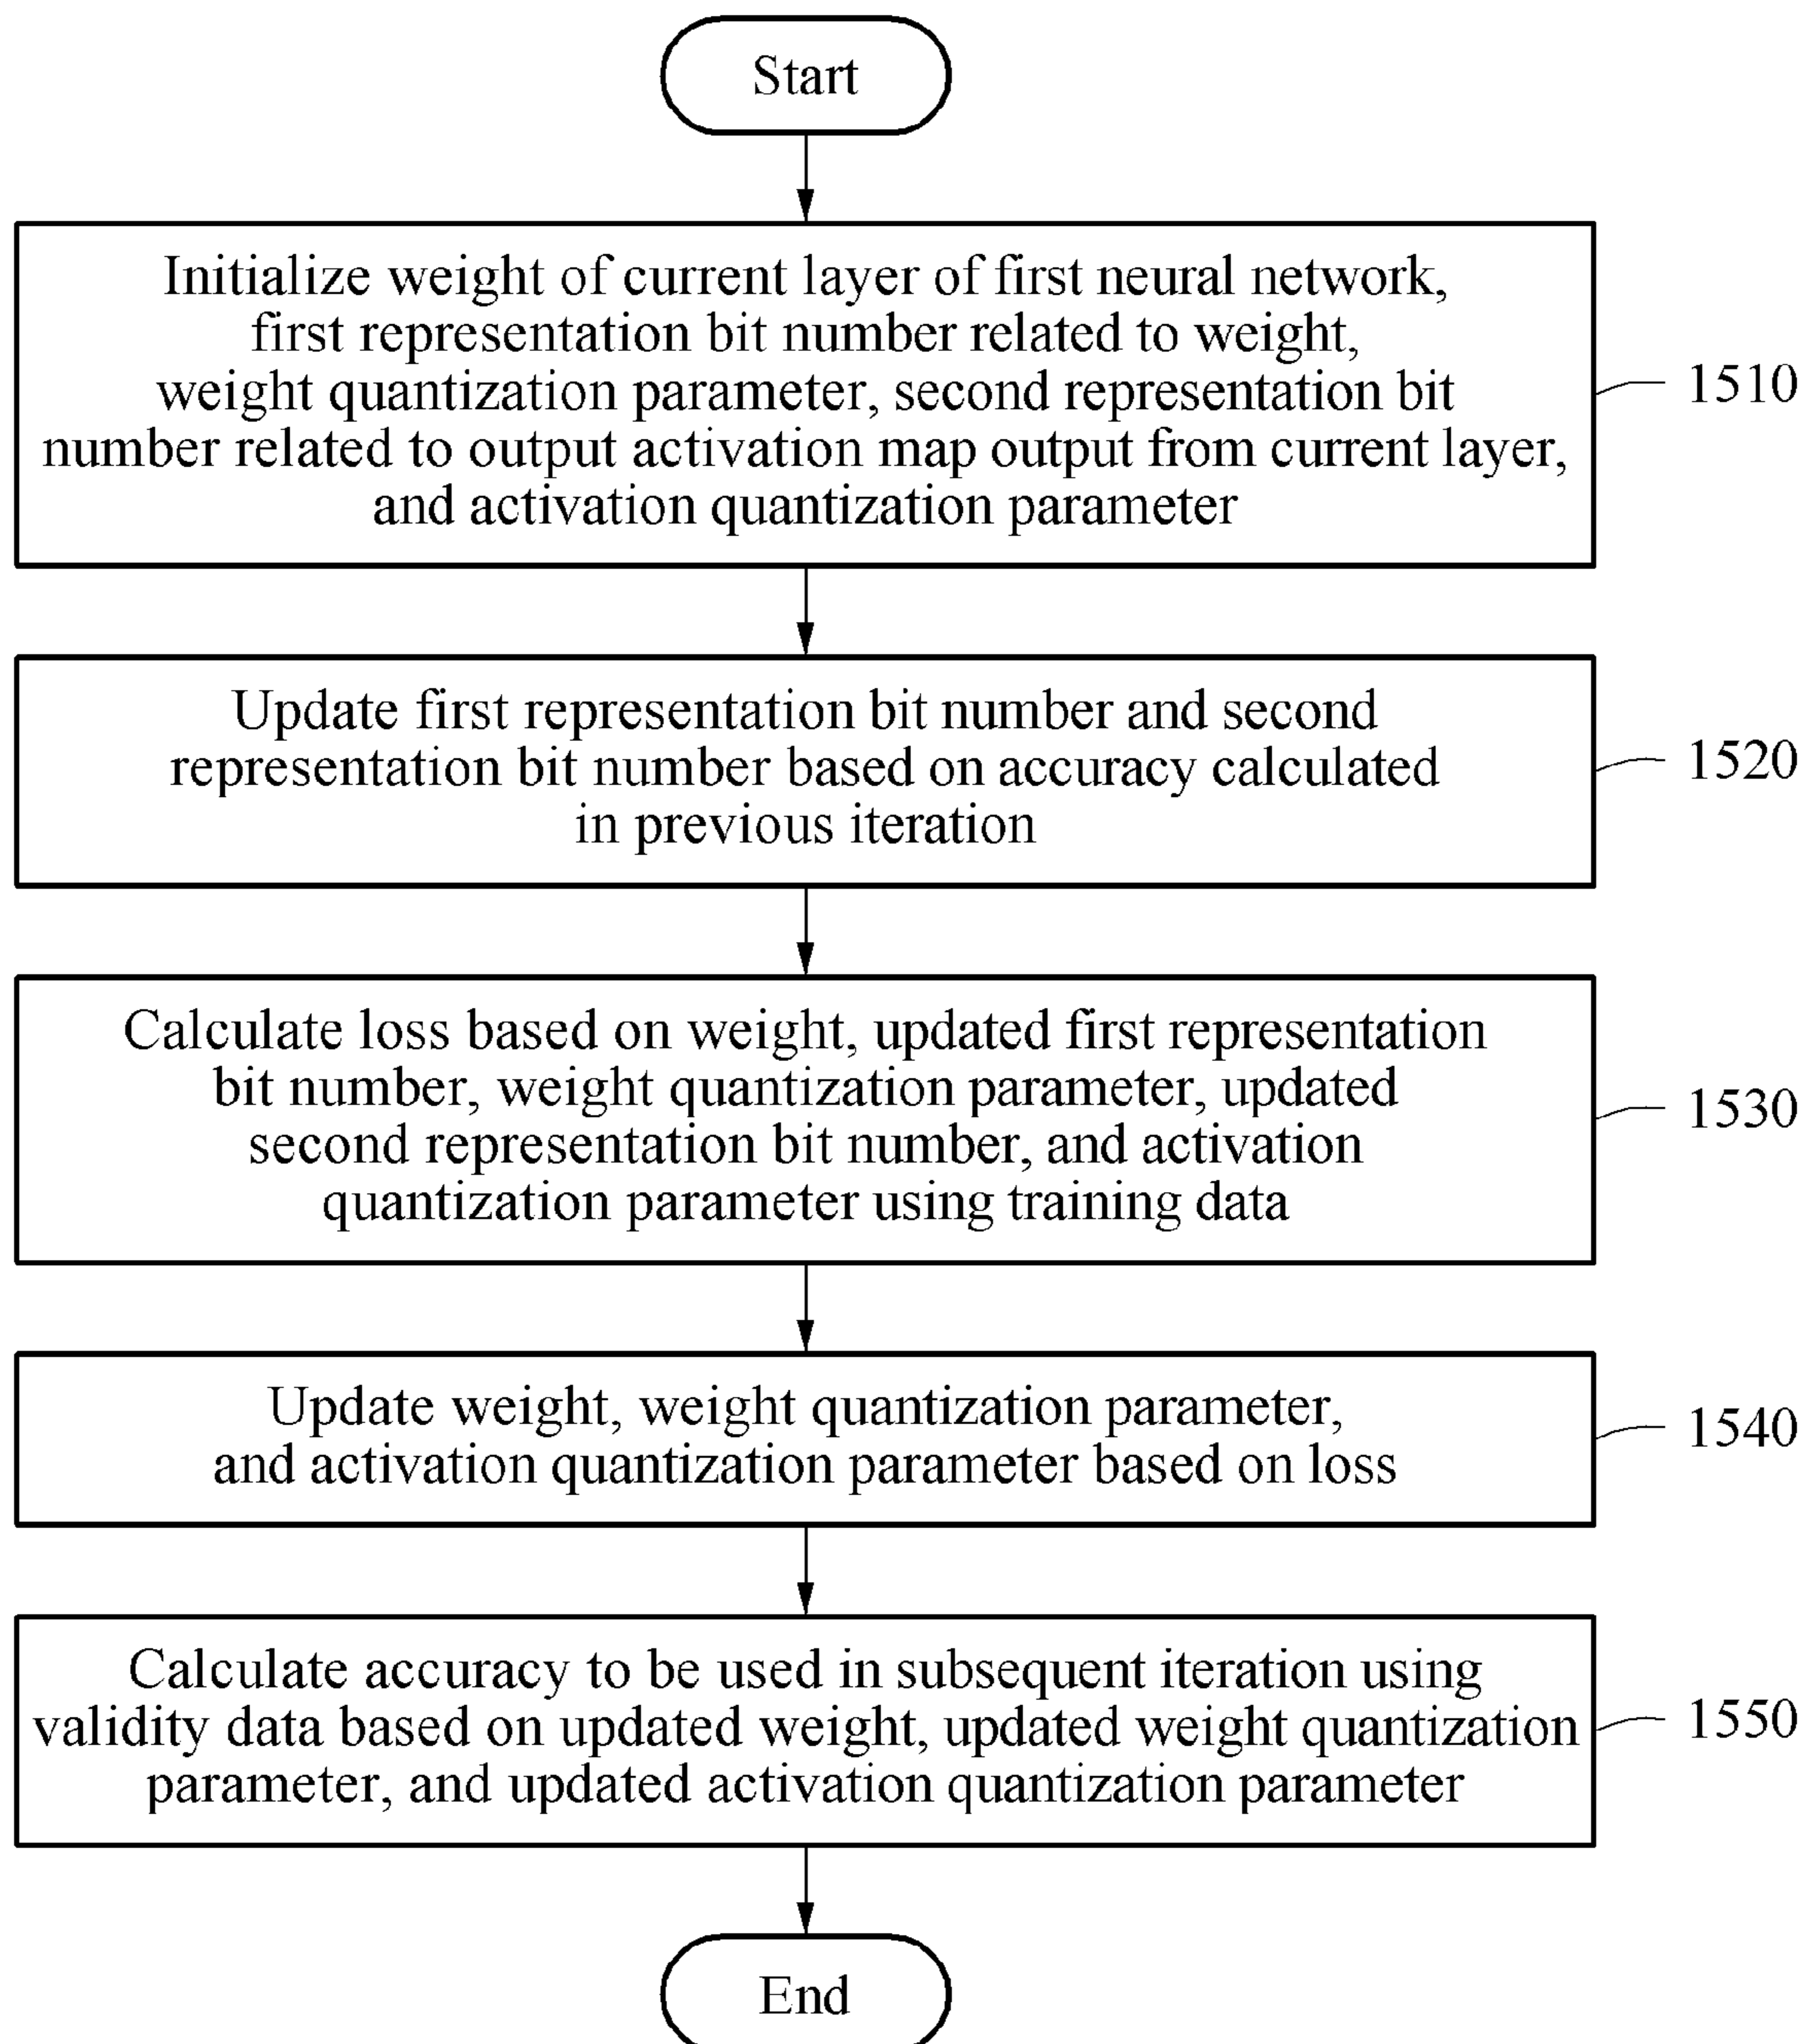 Start
Initialize weight of current layer of first neural network,
first representation bit number related to weight,
weight quantization parameter, second representation bit
number related to output activation map output from current layer,
and activation quantization parameter
1510
Update first representation bit number and second
representation bit number based on accuracy calculated
in previous iteration
1520
Calculate loss based on weight, updated first representation
bit number, weight quantization parameter, updated
second representation bit number, and activation
quantization parameter using training data
1530
Update weight, weight quantization parameter,
and activation quantization parameter based on loss
1540
Calculate accuracy to be used in subsequent iteration using
validity data based on updated weight, updated weight quantization
parameter, and updated activation quantization parameter
1550
End